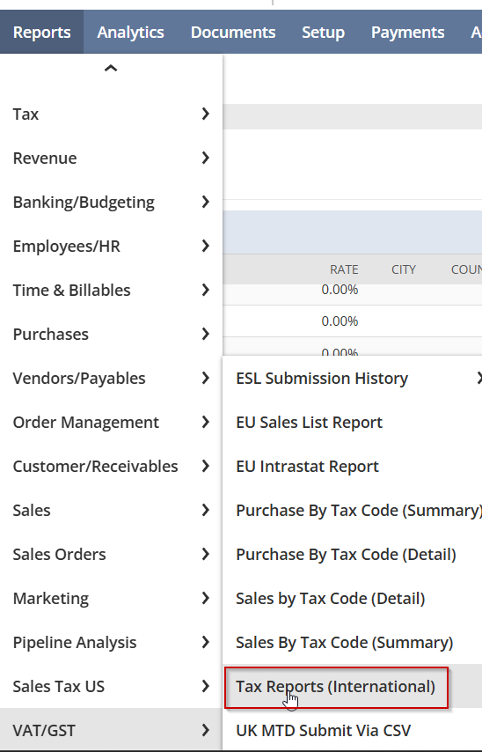 Reports Analytics Documents Setup Payments A
Tax
Revenue
Banking/Budgeting
Employees/HR
RATE CITY COUN
Time & Billables
0.00%
0.00%
Purchases
0.00%
Vendors/Payables
ESL Submission History
Order Management
EU Sales List Report
Customer/Receivables
EU Intrastat Report
Sales
Purchase By Tax Code (Summary)
Sales Orders
Purchase By Tax Code (Detail)
Marketing
Sales by Tax Code (Detail)
Pipeline Analysis
Sales By Tax Code (Summary)
Sales Tax US
Tax Reports (International)
VAT/GST
UK MTD Submit Via CSV